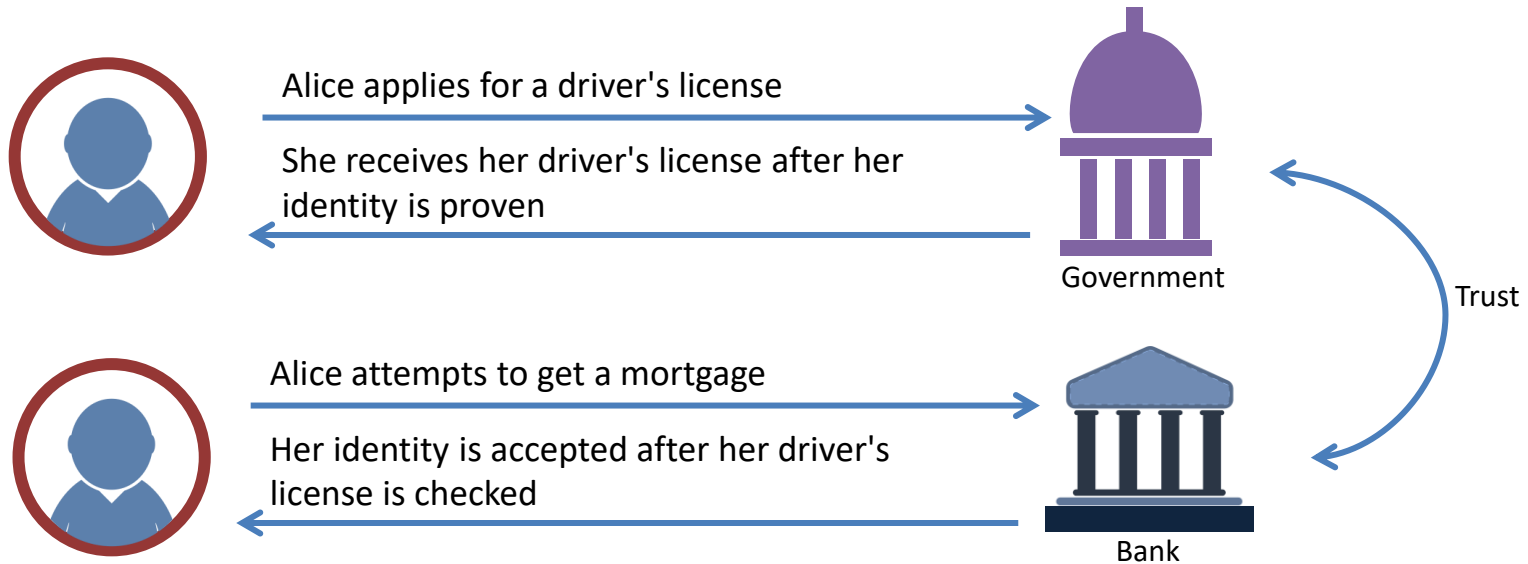 Alice applies for a driver's license
She receives her driver's license after her
identity is proven
Government
Trust
Alice attempts to get a mortgage
Her identity is accepted after her driver's
license is checked
Bank